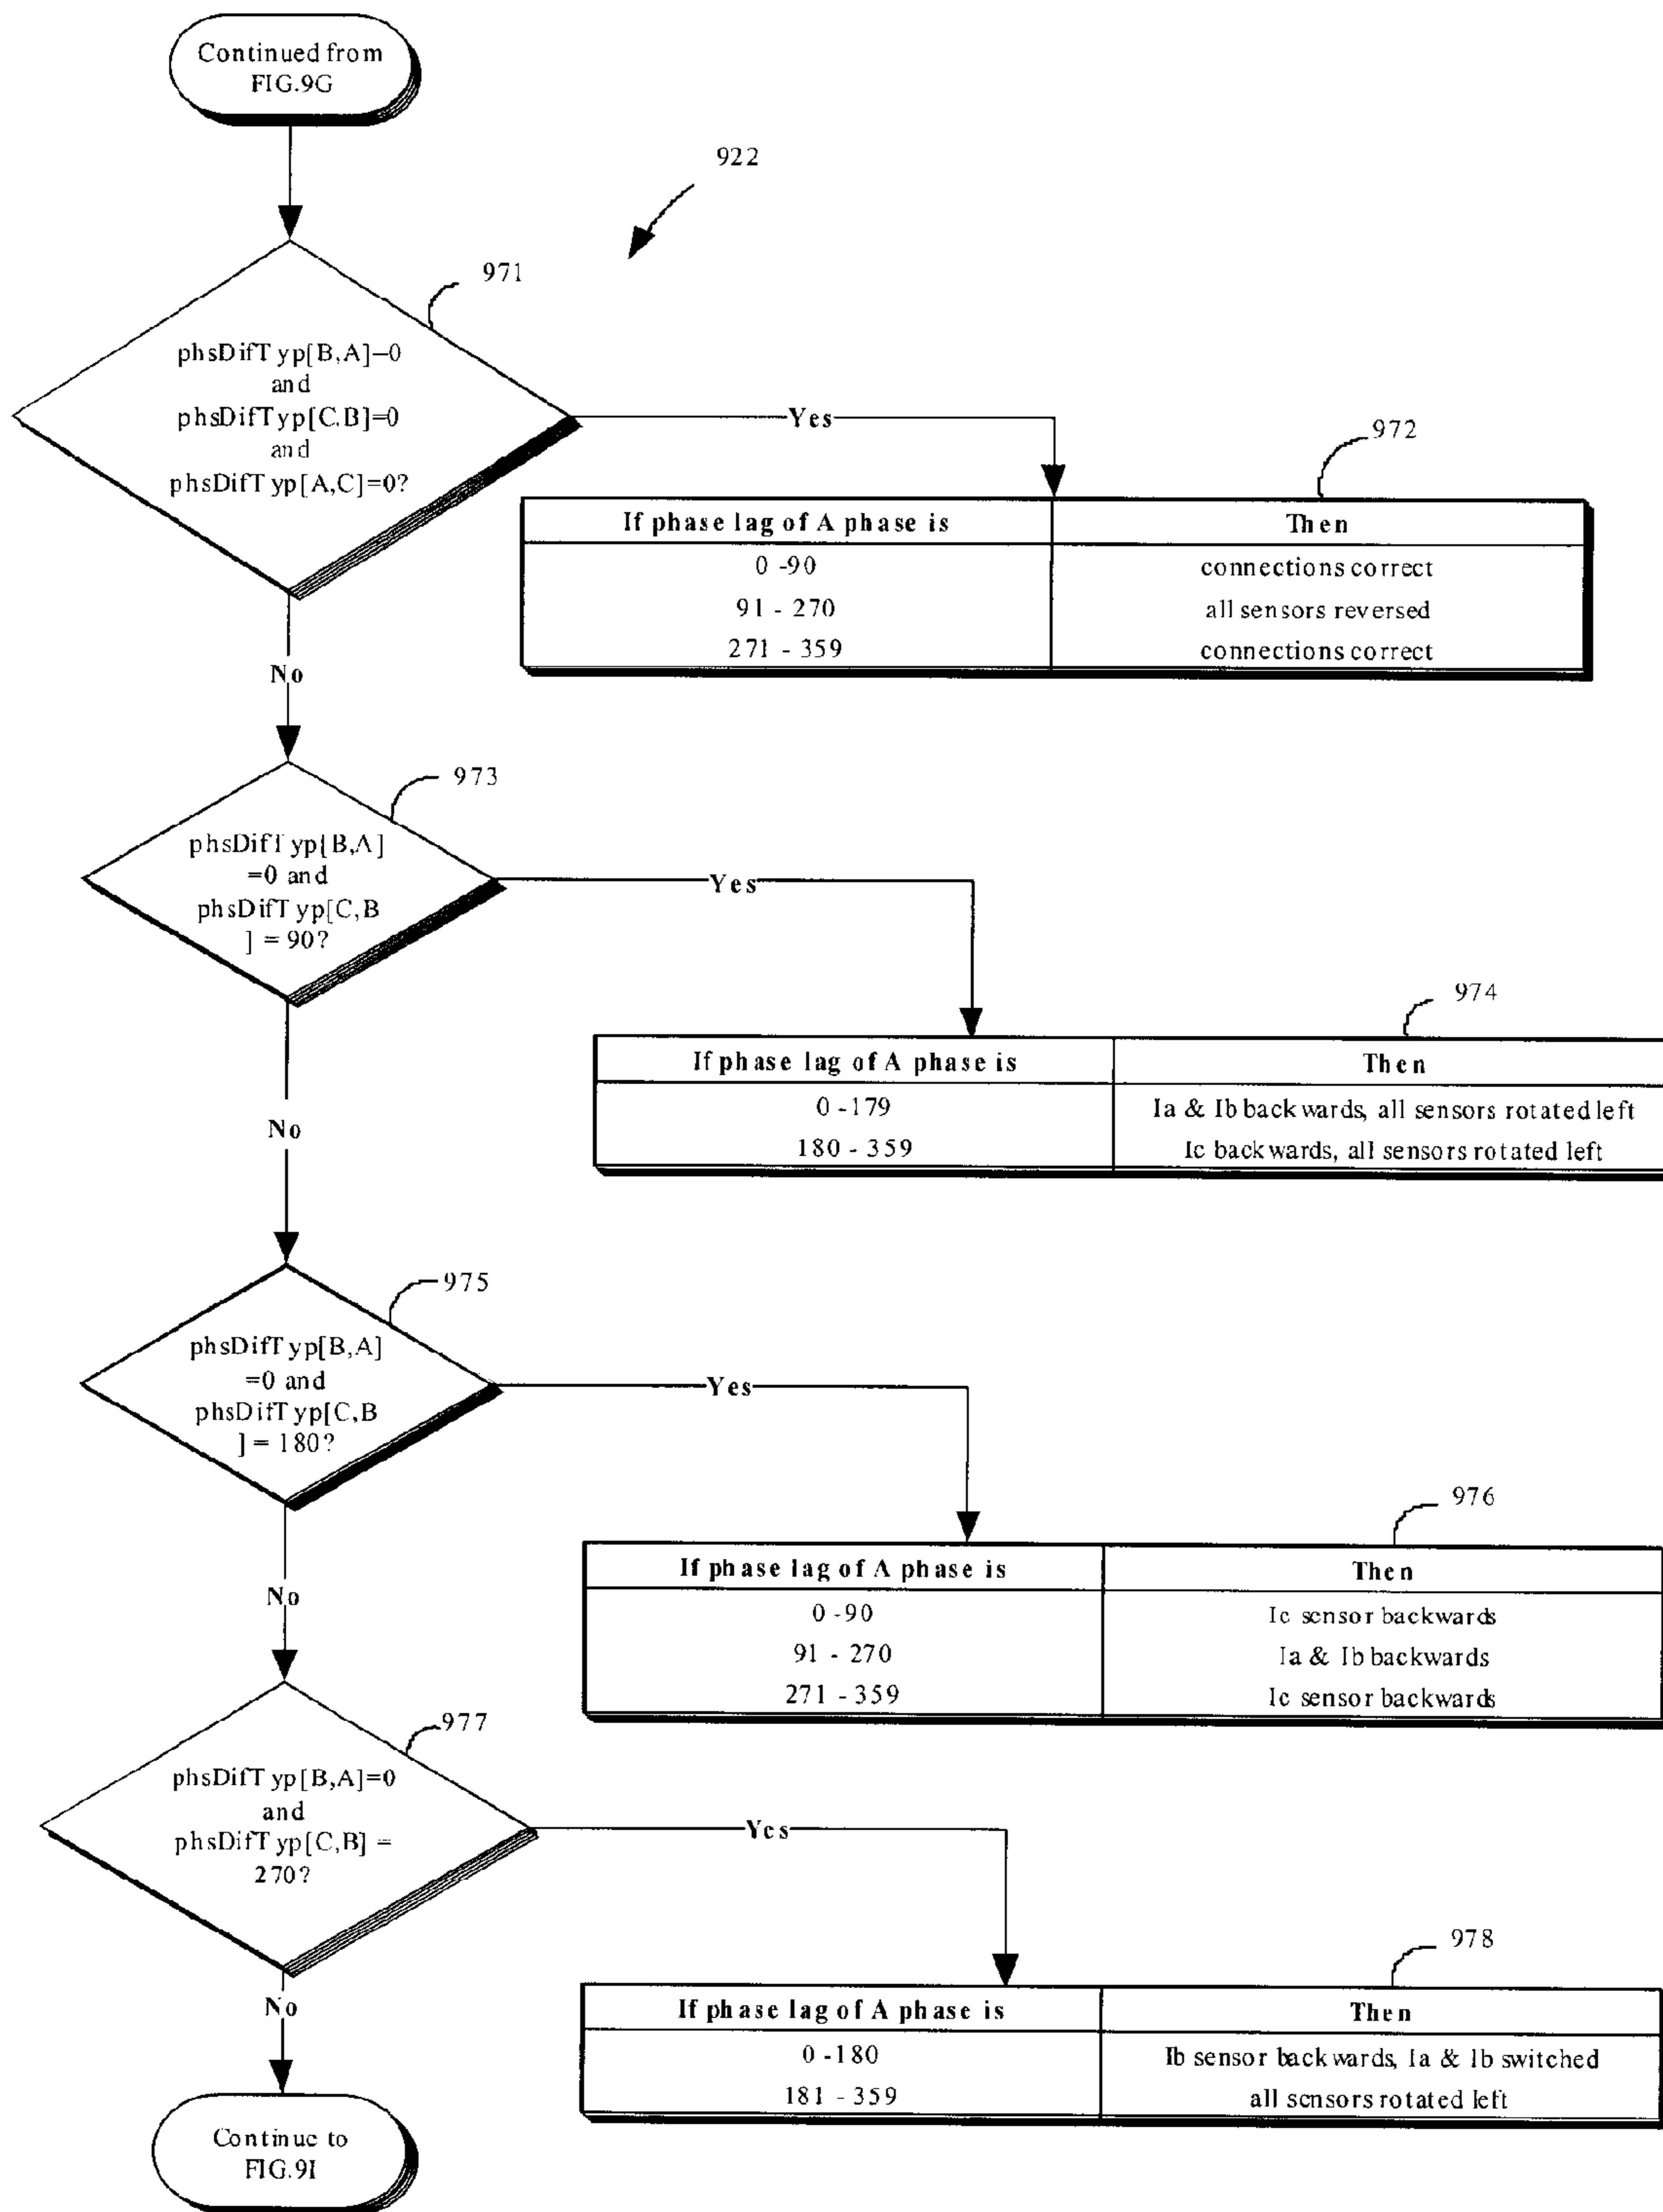 Continued from
FIG.9G
922
971
phsDifTyp[B,A]=0
and
phsDifTyp[C,B]=0
and
phsDifTyp[A,C]=0?
Yes
972
If phase lag of A phase is Then
0 -90 connections correct
91 - 270 all sensors reversed
271 - 359 connections correct
No
973
phsDifTyp[B,A]
=0 and
phsDifTyp[C,B
] = 90?
Yes
974
If phase lag of A phase is Then
0 -179 Ia & Ib backwards, all sensors rotated left
180 - 359 Ic backwards, all sensors rotated left
No
975
phsDifTyp[B,A]
=0 and
phsDifTyp[C,B
] = 180?
Yes
976
If phase lag of A phase is Then
0 -90 Ic sensor backwards
91 - 270 Ia & Ib backwards
271 - 359 Ic sensor backwards
No
977
phsDifTyp[B,A]=0
and
phsDifTyp[C,B] =
270?
Yes
978
If phase lag of A phase is Then
0 -180 Ib sensor backwards, Ia & Ib switched
181 - 359 all sensors rotated left
No
Continue to
FIG.9I